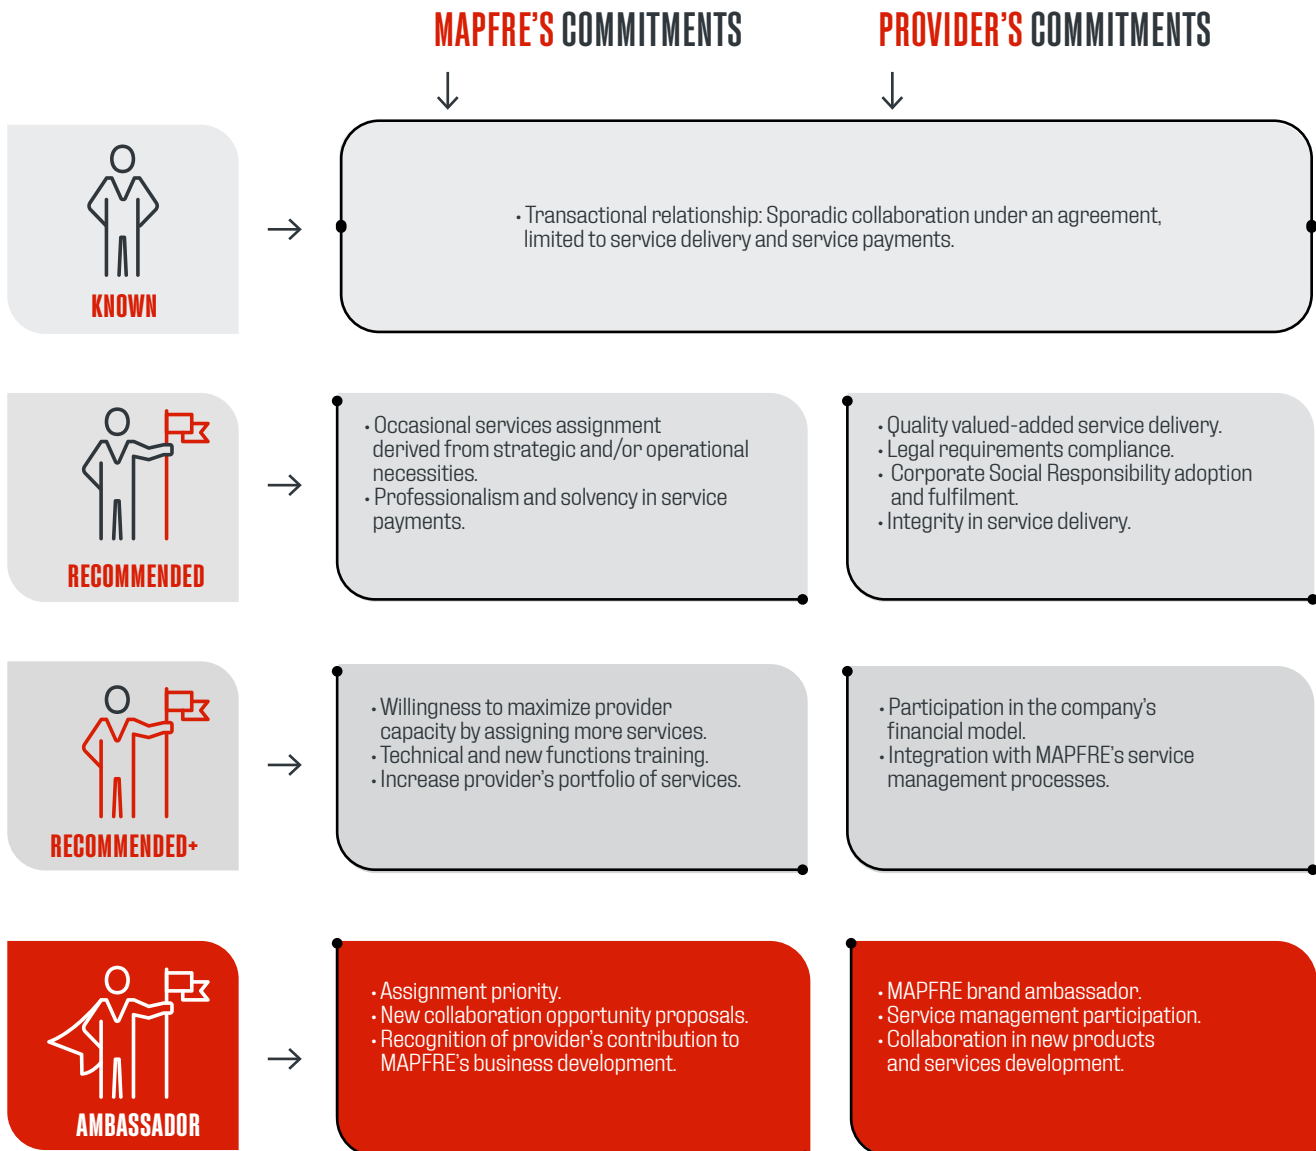 MAPFRE'S COMMITMENTS
PROVIDER'S COMMITMENTS
KNOWN
• Transactional relationship: Sporadic collaboration under an agreement,
limited to service delivery and service payments.
RECOMMENDED
• Occasional services assignment
derived from strategic and/or operational
necessities.
• Professionalism and solvency in service
payments.
• Quality valued-added service delivery.
• Legal requirements compliance.
• Corporate Social Responsibility adoption
and fulfilment.
• Integrity in service delivery.
RECOMMENDED+
• Willingness to maximize provider
capacity by assigning more services.
• Technical and new functions training.
• Increase provider's portfolio of services.
• Participation in the company's
financial model.
• Integration with MAPFRE's service
management processes.
AMBASSADOR
• Assignment priority.
• New collaboration opportunity proposals.
• Recognition of provider's contribution to
MAPFRE's business development.
• MAPFRE brand ambassador.
• Service management participation.
• Collaboration in new products
and services development.